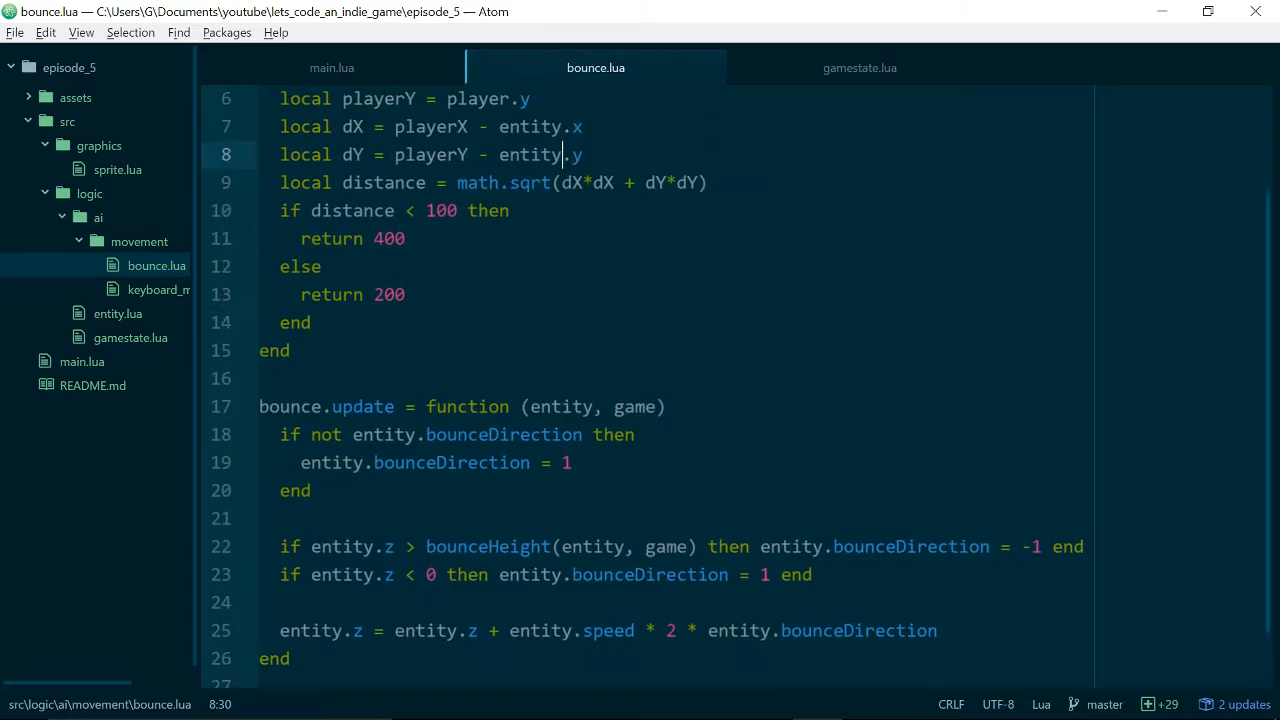 bounce.lua — C:\Users\G\Documents\youtube\lets_code_an_indie_game\episode_5 — Atom
File Edit View Selection Find Packages Help
episode_5
assets
src
graphics
sprite.lua
logic
ai
movement
bounce.lua
keyboard_m
entity.lua
gamestate.lua
main.lua
README.md
main.lua bounce.lua gamestate.lua
6 local playerY = player.y
7 local dX = playerX - entity.x
8 local dY = playerY - entity.y
9 local distance = math.sqrt(dX*dX + dY*dY)
10 if distance < 100 then
11 return 400
12 else
13 return 200
14 end
15 end
16
17 bounce.update = function (entity, game)
18 if not entity.bounceDirection then
19 entity.bounceDirection = 1
20 end
21
22 if entity.z > bounceHeight(entity, game) then entity.bounceDirection = -1 end
23 if entity.z < 0 then entity.bounceDirection = 1 end
24
25 entity.z = entity.z + entity.speed * 2 * entity.bounceDirection
26 end
27
src\logic\ai\movement\bounce.lua 8:30 CRLF UTF-8 Lua master +29 2 updates